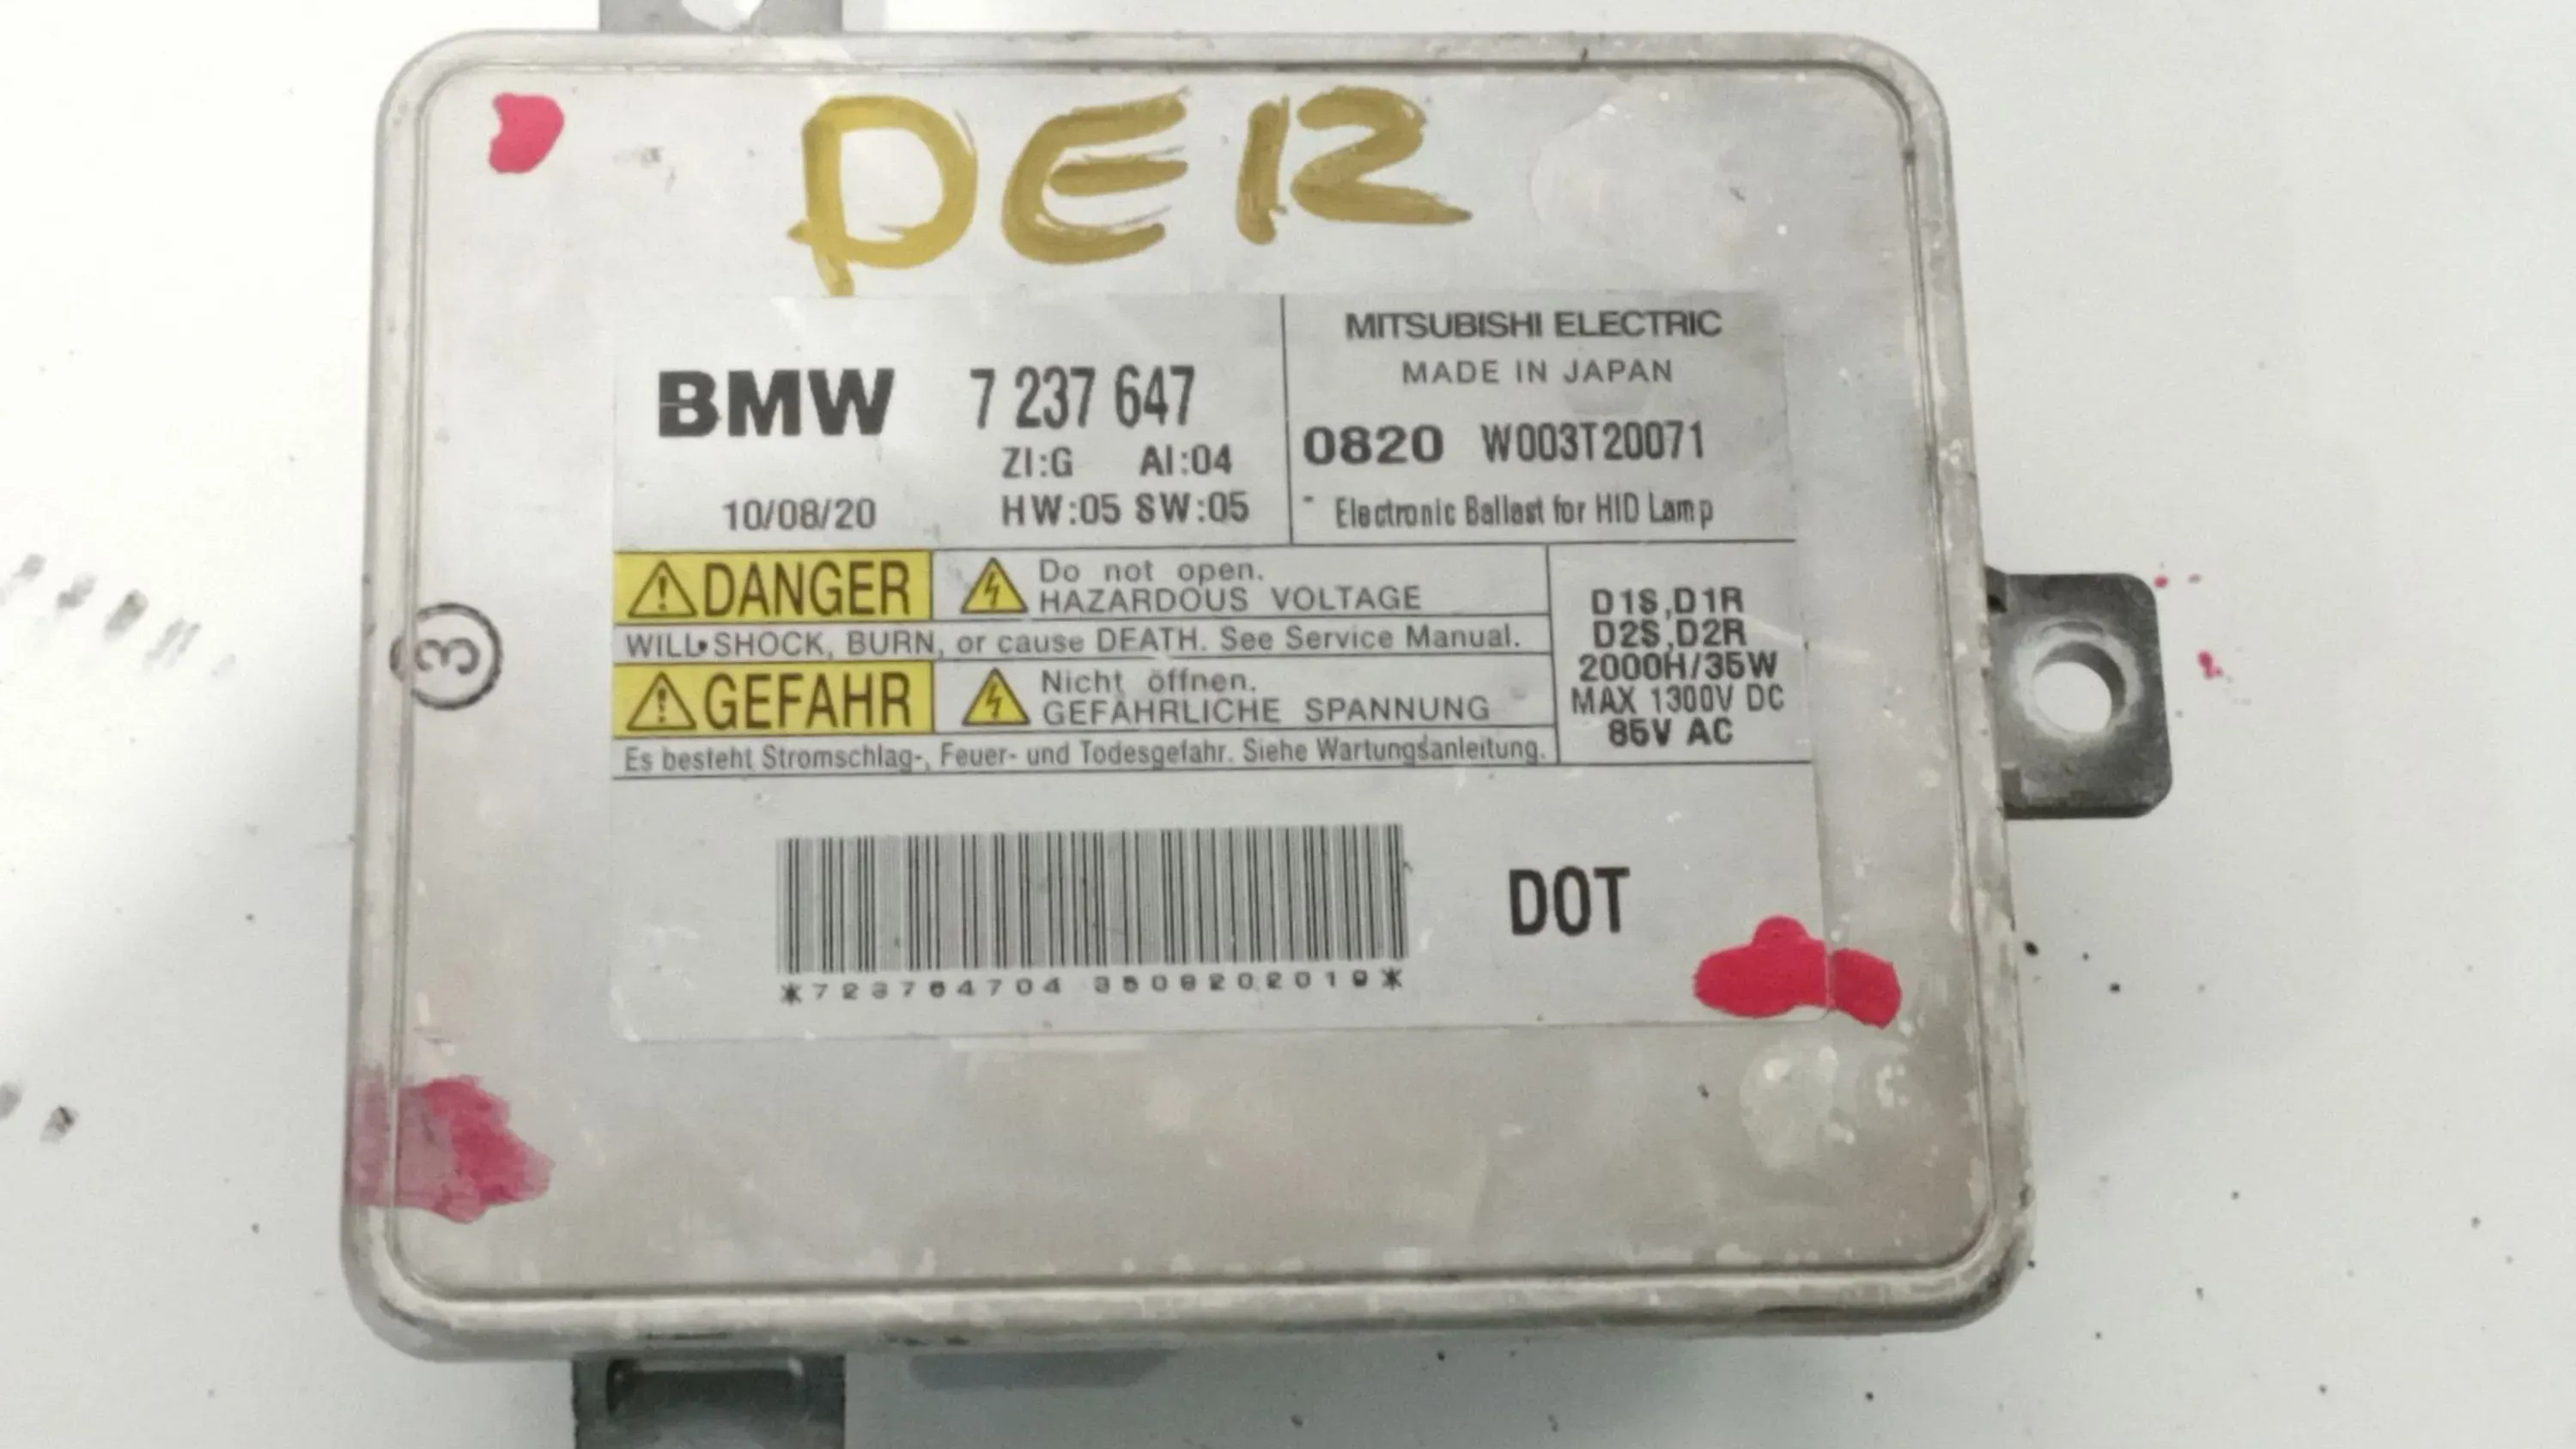 DER
BMW 7 237 647
ZI:G AI:04
10/08/20 HW:05 SW:05
MITSUBISHI ELECTRIC
MADE IN JAPAN
0820 W003T20071
Electronic Ballast for HID Lamp
DANGER Do not open.
HAZARDOUS VOLTAGE
WILL SHOCK, BURN, or cause DEATH. See Service Manual.
GEFAHR Nicht öffnen.
GEFÄHRLICHE SPANNUNG
Es besteht Stromschlag-, Feuer- und Todesgefahr. Siehe Wartungsanleitung.
D1S,D1R
D2S,D2R
2000H/35W
MAX 1300V DC
85V AC
3
DOT